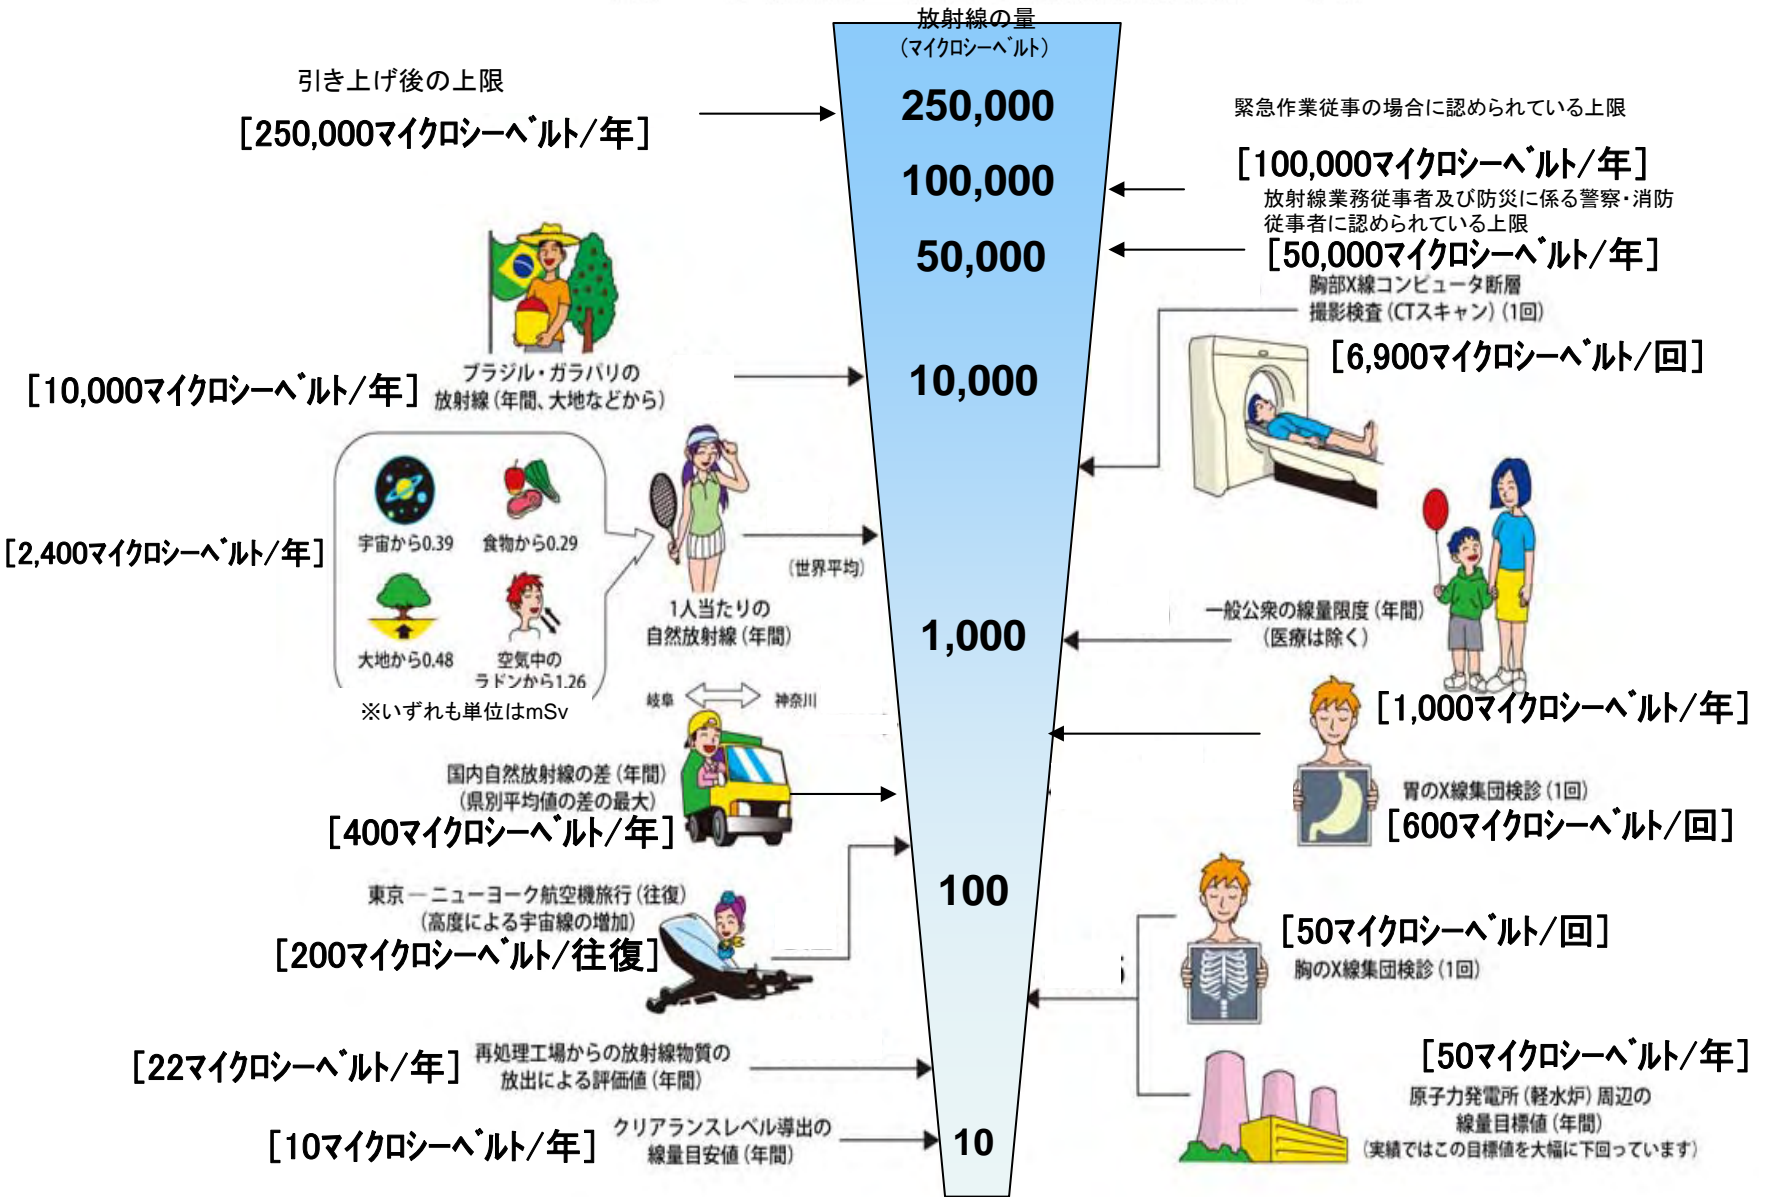 放射線の量
（マイクロシーベルト）
250,000
100,000
50,000
10,000
1,000
100
10
引き上げ後の上限
［250,000マイクロシーベルト/年］
［10,000マイクロシーベルト/年］
ブラジル・ガラパリの
放射線（年間、大地などから）
［2,400マイクロシーベルト/年］
宇宙から0.39
食物から0.29
大地から0.48
空気中の
ラドンから1.26
※いずれも単位はmSv
（世界平均）
1人当たりの
自然放射線（年間）
岐阜
神奈川
国内自然放射線の差（年間）
（県別平均値の差の最大）
［400マイクロシーベルト/年］
東京―ニューヨーク航空機旅行（往復）
（高度による宇宙線の増加）
［200マイクロシーベルト/往復］
［22マイクロシーベルト/年］
再処理工場からの放射線物質の
放出による評価値（年間）
［10マイクロシーベルト/年］
クリアランスレベル導出の
線量目安値（年間）
緊急作業従事の場合に認められている上限
［100,000マイクロシーベルト/年］
放射線業務従事者及び防災に係る警察・消防
従事者に認められている上限
［50,000マイクロシーベルト/年］
胸部X線コンピュータ断層
撮影検査（CTスキャン）（1回）
［6,900マイクロシーベルト/回］
一般公衆の線量限度（年間）
（医療は除く）
［1,000マイクロシーベルト/年］
胃のX線集団検診（1回）
［600マイクロシーベルト/回］
［50マイクロシーベルト/回］
胸のX線集団検診（1回）
［50マイクロシーベルト/年］
原子力発電所（軽水炉）周辺の
線量目標値（年間）
（実績ではこの目標値を大幅に下回っています）